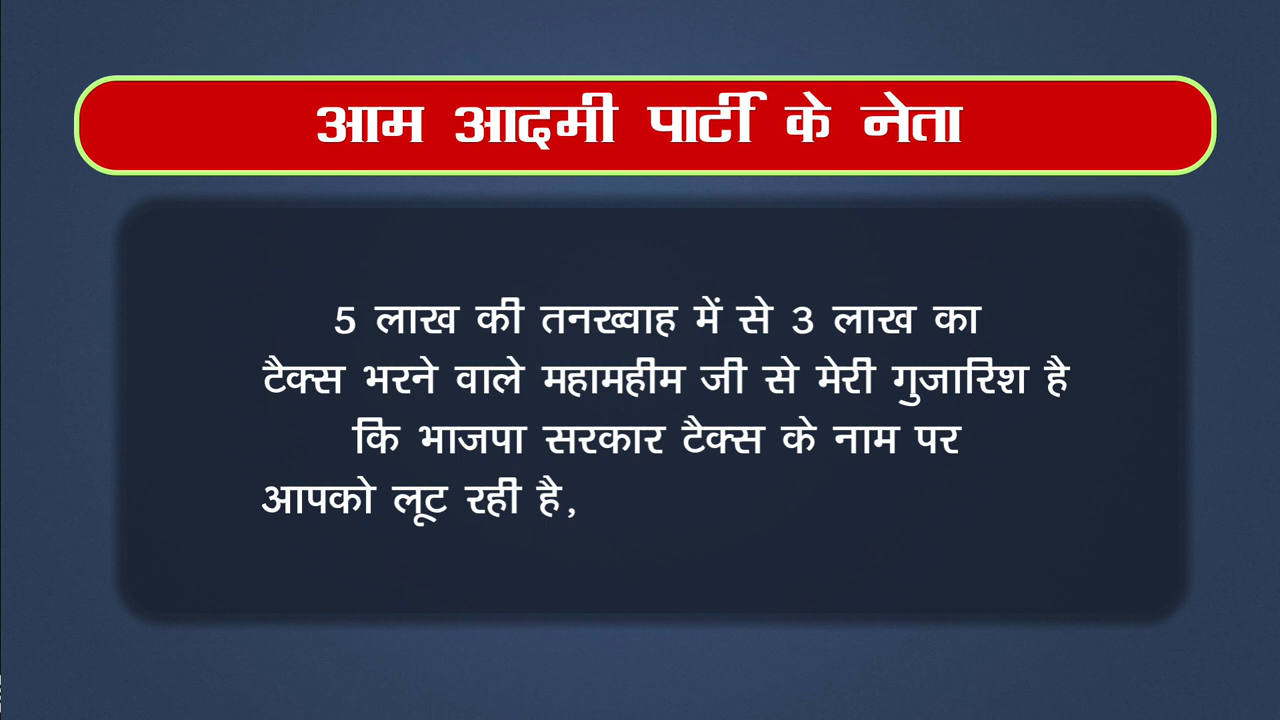 आम आदमी पार्टी के नेता
5 लाख की तनख्वाह में से 3 लाख का
टैक्स भरने वाले महामहीम जी से मेरी गुजारिश है
कि भाजपा सरकार टैक्स के नाम पर
आपको लूट रही है,